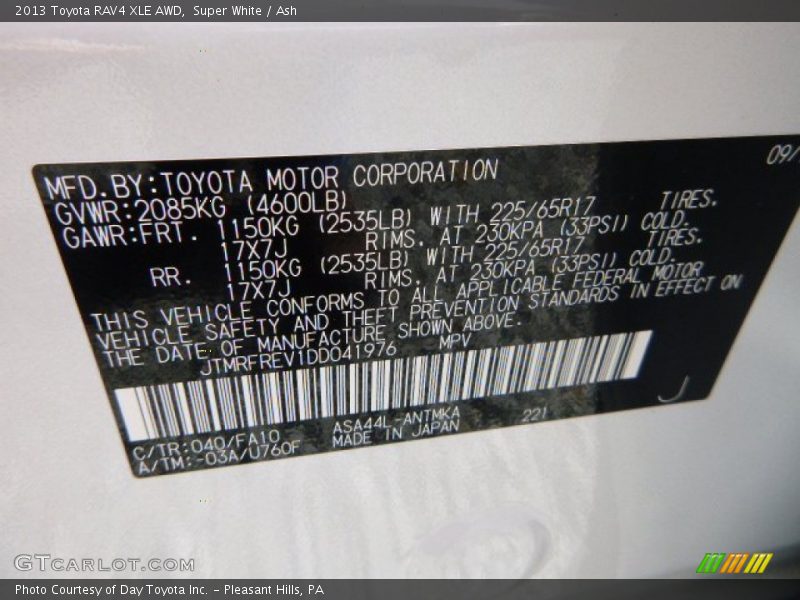 2013 Toyota RAV4 XLE AWD, Super White / Ash
09/
MFD.BY:TOYOTA MOTOR CORPORATION
GVWR:2085KG (4600LB)
GAWR:FRT. 1150KG (2535LB) WITH 225/65R17 TIRES.
17X7J RIMS. AT 230KPA (33PSI) COLD.
RR. 1150KG (2535LB) WITH 225/65R17 TIRES.
17X7J RIMS. AT 230KPA (33PSI) COLD.
THIS VEHICLE CONFORMS TO ALL APPLICABLE FEDERAL MOTOR
VEHICLE SAFETY AND THEFT PREVENTION STANDARDS IN EFFECT ON
THE DATE OF MANUFACTURE SHOWN ABOVE.
JTMRFREV1DD041976 MPV
J
C/TR:040/FA10 ASA44L-ANTMKA 221
A/TM:-03A/U760F MADE IN JAPAN
GTCARLOT.COM
Photo Courtesy of Day Toyota Inc. - Pleasant Hills, PA